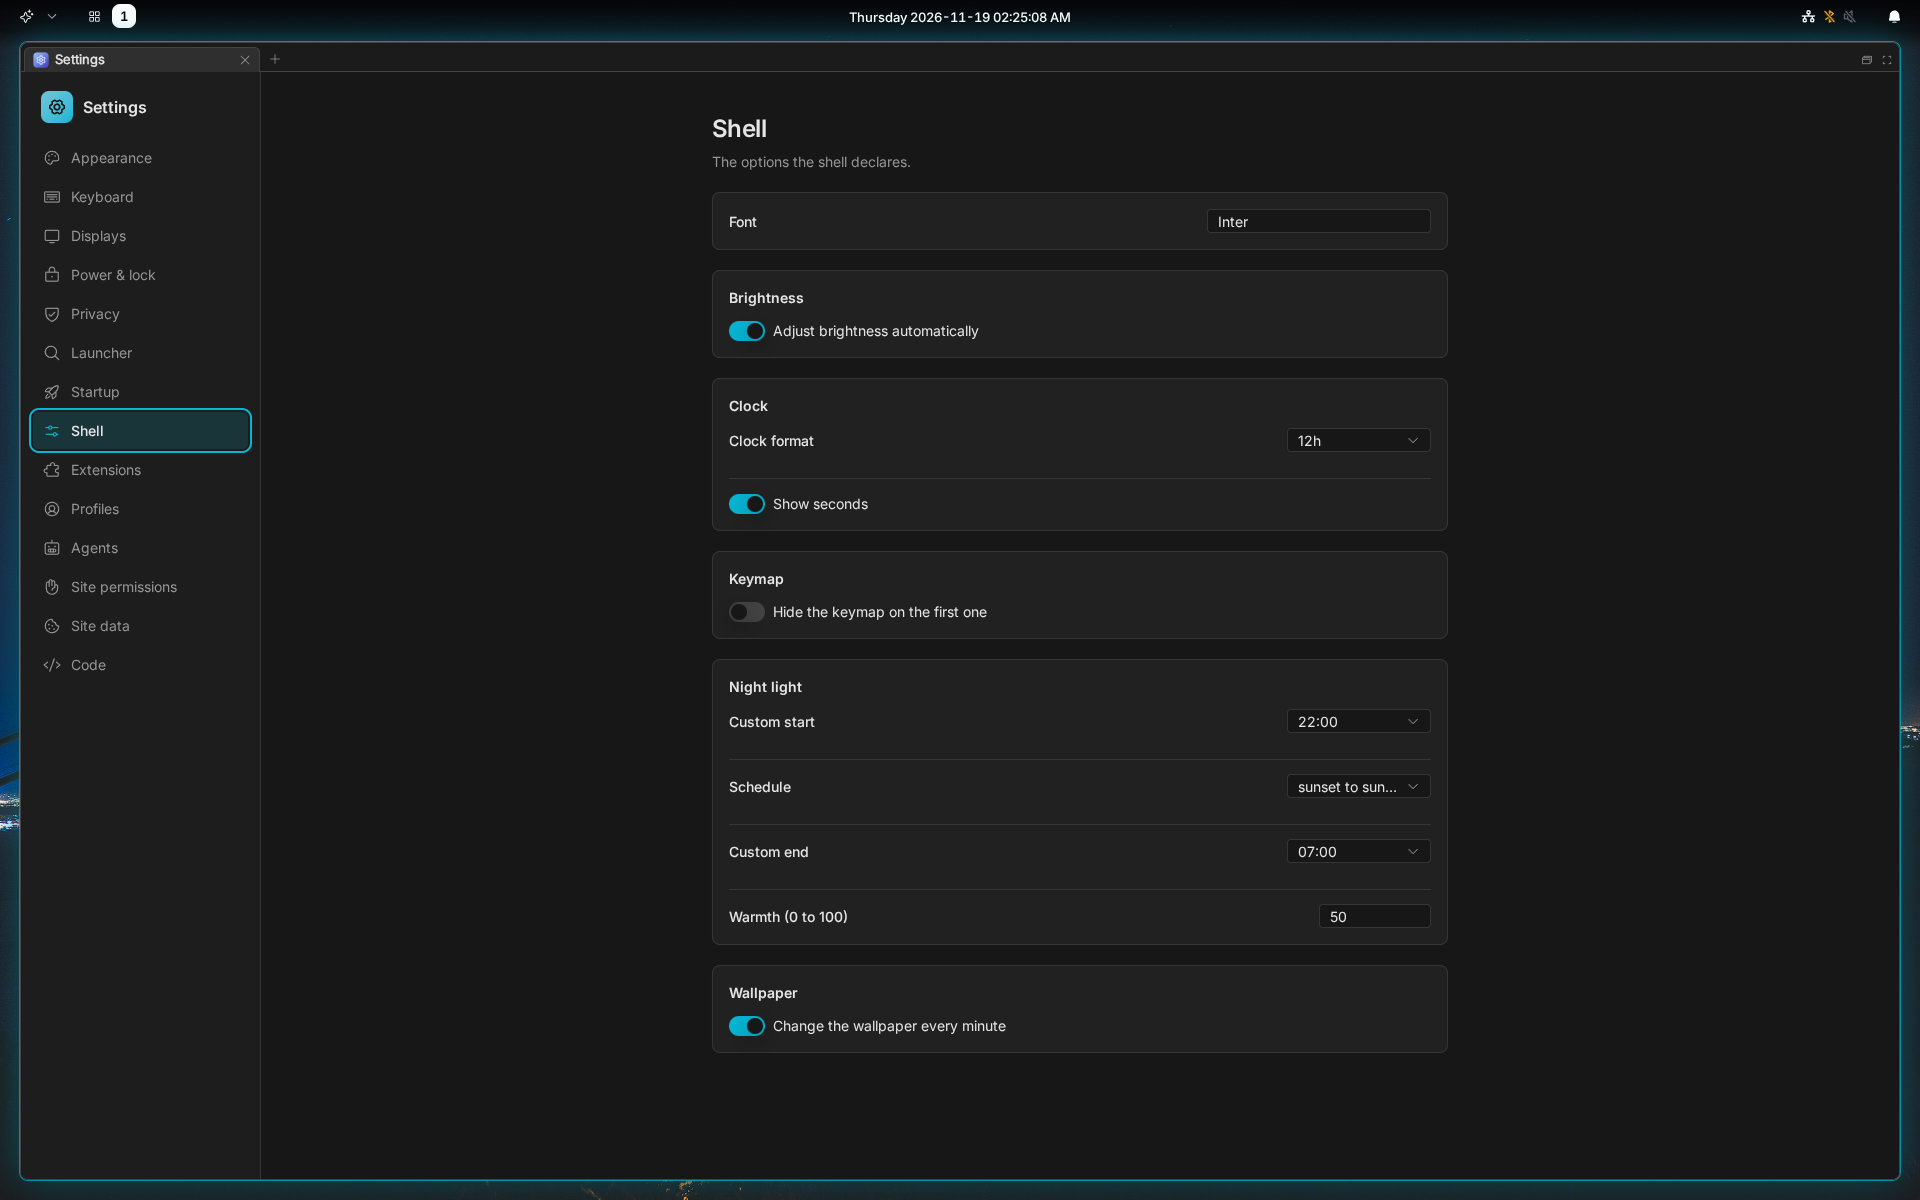 1
Thursday 2026-11-19 02:25:08 AM
Settings
Settings
Appearance
Keyboard
Displays
Power & lock
Privacy
Launcher
Startup
Shell
Extensions
Profiles
Agents
Site permissions
Site data
Code
Shell
The options the shell declares.
Font
Inter
Brightness
Adjust brightness automatically
Clock
Clock format
12h
Show seconds
Keymap
Hide the keymap on the first one
Night light
Custom start
22:00
Schedule
sunset to sun...
Custom end
07:00
Warmth (0 to 100)
50
Wallpaper
Change the wallpaper every minute